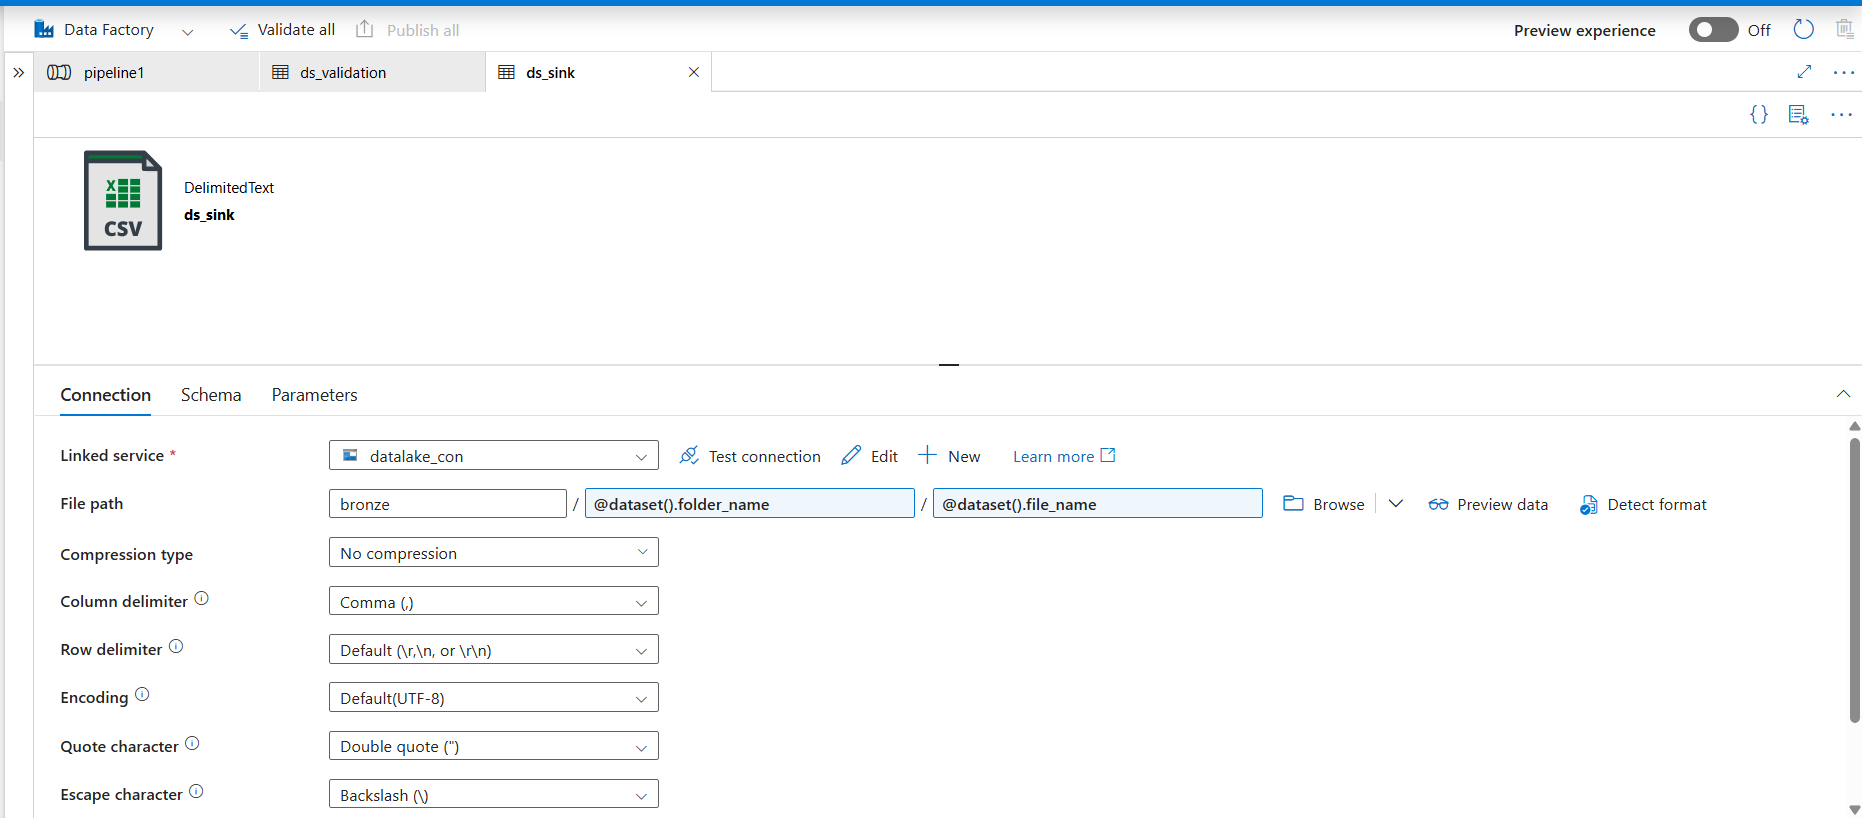 Data Factory Validate all Publish all Preview experience Off
pipeline1 ds_validation ds_sink
{}
X
CSV
DelimitedText
ds_sink
Connection Schema Parameters
Linked service * datalake_con Test connection Edit New Learn more
File path bronze / @dataset().folder_name / @dataset().file_name Browse Preview data Detect format
Compression type No compression
Column delimiter Comma (,)
Row delimiter Default (\r,\n, or \r\n)
Encoding Default(UTF-8)
Quote character Double quote (")
Escape character Backslash (\)